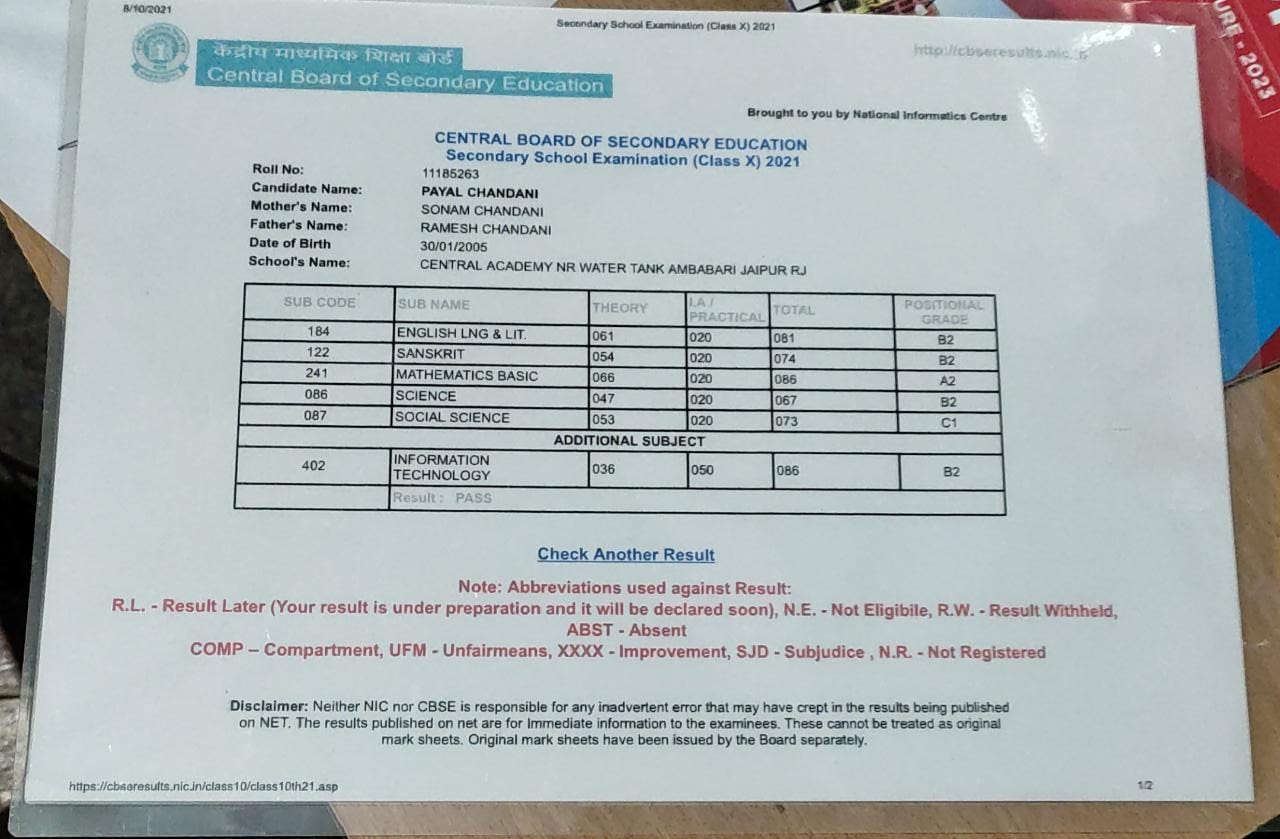 8/10/2021
Secondary School Examination (Class X) 2021
URE - 2023
केंद्रीय माध्यमिक शिक्षा बोर्ड
Central Board of Secondary Education
http://cbseresults.nic.in
Brought to you by National Informatics Centre
CENTRAL BOARD OF SECONDARY EDUCATION
Secondary School Examination (Class X) 2021
Roll No: 11185263
Candidate Name: PAYAL CHANDANI
Mother's Name: SONAM CHANDANI
Father's Name: RAMESH CHANDANI
Date of Birth 30/01/2005
School's Name: CENTRAL ACADEMY NR WATER TANK AMBABARI JAIPUR RJ
SUB CODE SUB NAME THEORY I.A / PRACTICAL TOTAL POSITIONAL GRADE
184 ENGLISH LNG & LIT. 061 020 081 B2
122 SANSKRIT 054 020 074 B2
241 MATHEMATICS BASIC 066 020 086 A2
086 SCIENCE 047 020 067 B2
087 SOCIAL SCIENCE 053 020 073 C1
ADDITIONAL SUBJECT
402 INFORMATION TECHNOLOGY 036 050 086 B2
Result : PASS
Check Another Result
Note: Abbreviations used against Result:
R.L. - Result Later (Your result is under preparation and it will be declared soon), N.E. - Not Eligibile, R.W. - Result Withheld,
ABST - Absent
COMP – Compartment, UFM - Unfairmeans, XXXX - Improvement, SJD - Subjudice , N.R. - Not Registered
Disclaimer: Neither NIC nor CBSE is responsible for any inadvertent error that may have crept in the results being published
on NET. The results published on net are for Immediate information to the examinees. These cannot be treated as original
mark sheets. Original mark sheets have been issued by the Board separately.
https://cbseresults.nic.in/class10/class10th21.asp
1/2